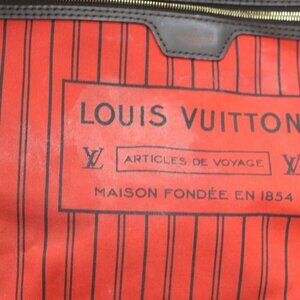 LOUIS VUITTON
LV ARTICLES DE VOYAGE LV
MAISON FONDÉE EN 1854